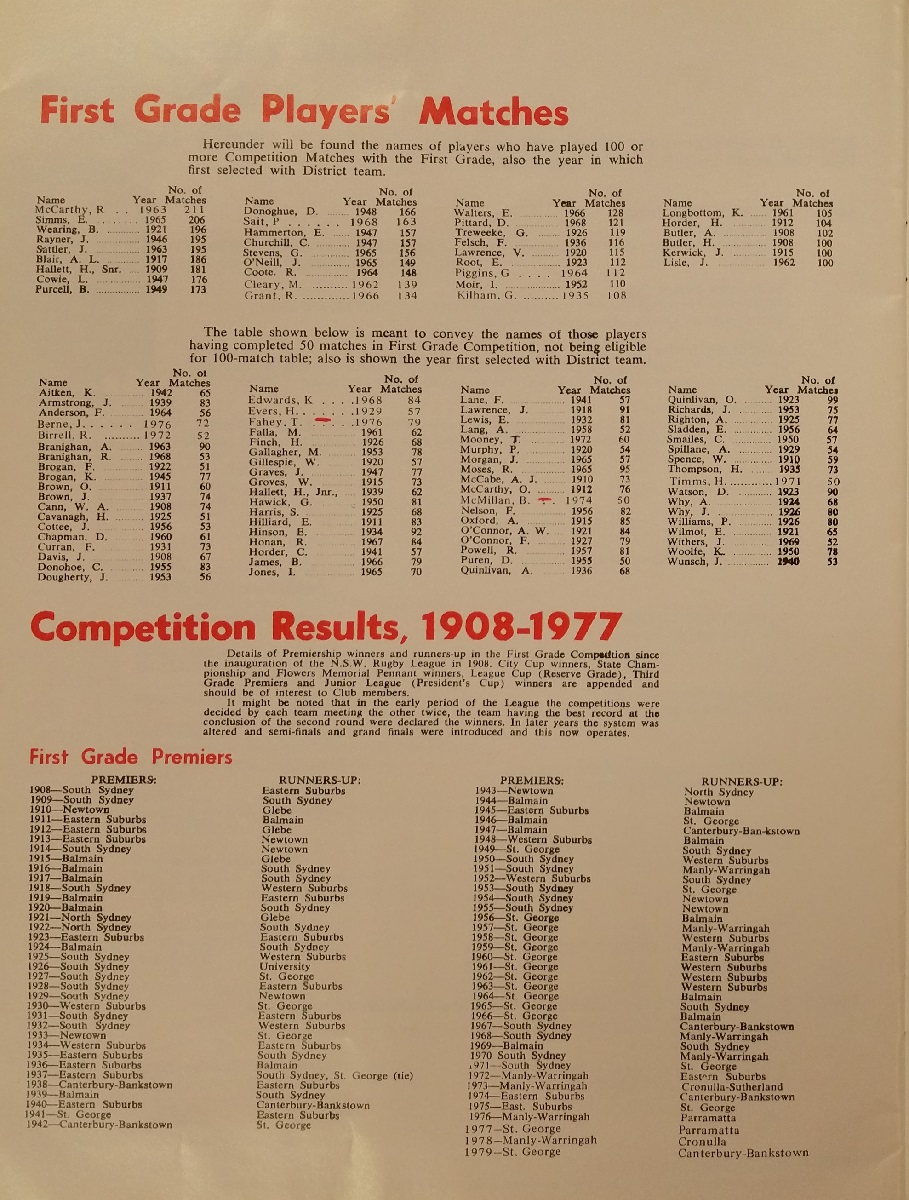 First Grade Players' Matches
Hereunder will be found the names of players who have played 100 or
more Competition Matches with the First Grade, also the year in which
first selected with District team.
Name Year No. of Matches
McCarthy, R . . 1963 211
Simms, E. ......... 1965 206
Wearing, B. ...... 1921 196
Rayner, J. ......... 1946 195
Sattler, J. ......... 1963 195
Blair, A. L. ...... 1917 186
Hallett, H., Snr. ... 1909 181
Cowie, L. ......... 1947 176
Purcell, B. ............ 1949 173
Name Year No. of Matches
Donoghue, D. ...... 1948 166
Sait, P . . . . . . 1968 163
Hammerton, E. ...... 1947 157
Churchill, C. ...... 1947 157
Stevens, G. ...... 1965 156
O'Neill, J. ...... 1965 149
Coote. R. ...... 1964 148
Cleary, M. ......... 1962 139
Grant, R. ......... 1966 134
Name Year No. of Matches
Walters, E. ...... 1966 128
Pittard, D. ...... 1968 121
Treweeke, G. ...... 1926 119
Felsch, F. ...... 1936 116
Lawrence, V. ...... 1920 115
Root, E. ...... 1923 112
Piggins, G . . . . 1964 112
Moir, I. ............ 1952 110
Kilham, G. ......... 1935 108
Name Year No. of Matches
Longbottom, K. ... 1961 105
Horder, H. ...... 1912 104
Butler, A. ...... 1908 102
Butler, H. ...... 1908 100
Kerwick, J. ...... 1915 100
Lisle, J. ...... 1962 100
The table shown below is meant to convey the names of those players
having completed 50 matches in First Grade Competition, not being eligible
for 100-match table; also is shown the year first selected with District team.
Name Year No. of Matches
Aitken, K. ......... 1942 65
Armstrong, J. ...... 1939 83
Anderson, F. ...... 1964 56
Berne, J. . . . . . . 1976 72
Birrell, R. .......... 1972 52
Branighan, A. ...... 1963 90
Branighan, R. ...... 1968 53
Brogan, F. ...... 1922 51
Brogan, K. ...... 1945 77
Brown, O. ...... 1911 60
Brown, J. ...... 1937 74
Cann, W. A. ...... 1908 74
Cavanagh, H. ...... 1925 51
Cottee, J. ...... 1956 53
Chapman, D. ...... 1960 61
Curran, F. ...... 1931 73
Davis, J. ...... 1908 67
Donohoe, C. ...... 1955 83
Dougherty, J. ...... 1953 56
Name Year No. of Matches
Edwards, K . . . .1968 84
Evers, H. . . . . . .1929 57
Fahey, T. ... 1976 79
Falla, M. ...... 1961 62
Finch, H. ...... 1926 68
Gallagher, M. ...... 1953 78
Gillespie, W. ...... 1920 57
Graves, J. ...... 1947 77
Groves, W. ...... 1915 73
Hallett, H., Jnr., ... 1939 62
Hawick, G. ...... 1950 81
Harris, S. ...... 1925 68
Hilliard, E. ...... 1911 83
Hinson, E. ...... 1934 92
Honan, R. ...... 1967 84
Horder, C. ...... 1941 57
James, B. ...... 1966 79
Jones, I. ...... 1965 70
Name Year No. of Matches
Lane, F. ...... 1941 57
Lawrence, J. ...... 1918 91
Lewis, E. ...... 1932 81
Lang, A. ...... 1958 52
Mooney, T. ...... 1972 60
Murphy, P. ...... 1920 54
Morgan, J. ...... 1965 57
Moses, R. ...... 1965 95
McCabe, A. J. ...... 1910 73
McCarthy, O. ...... 1912 76
McMillan, B. ... 1974 50
Nelson, F. ...... 1956 82
Oxford, A. ...... 1915 85
O'Connor, A. W. ... 1921 84
O'Connor, F. ...... 1927 79
Powell, R. ...... 1957 81
Puren, D. ...... 1955 50
Quinlivan, A. ...... 1936 68
Name Year No. of Matches
Quinlivan, O. ...... 1923 99
Richards, J. ...... 1953 75
Righton, A. ...... 1925 77
Sladden, E. ...... 1956 64
Smailes, C. ...... 1950 57
Spillane, A. ...... 1929 54
Spence, W. ...... 1910 59
Thompson, H. ...... 1935 73
Timms, H. ............ 1971 50
Watson, D. ...... 1923 90
Why, A. ...... 1924 68
Why, J. ...... 1926 80
Williams, P. ...... 1926 80
Wilmot, E. ...... 1921 65
Withers, J. ...... 1969 52
Woolfe, K. ...... 1950 78
Wunsch, J. ............ 1940 53
Competition Results, 1908-1977
Details of Premiership winners and runners-up in the First Grade Competition since
the inauguration of the N.S.W. Rugby League in 1908. City Cup winners, State Cham-
pionship and Flowers Memorial Pennant winners, League Cup (Reserve Grade), Third
Grade Premiers and Junior League (President's Cup) winners are appended and
should be of interest to Club members.
It might be noted that in the early period of the League the competitions were
decided by each team meeting the other twice, the team having the best record at the
conclusion of the second round were declared the winners. In later years the system was
altered and semi-finals and grand finals were introduced and this now operates.
First Grade Premiers
PREMIERS: RUNNERS-UP:
1908—South Sydney Eastern Suburbs
1909—South Sydney South Sydney
1910—Newtown Glebe
1911—Eastern Suburbs Balmain
1912—Eastern Suburbs Glebe
1913—Eastern Suburbs Newtown
1914—South Sydney Newtown
1915—Balmain Glebe
1916—Balmain South Sydney
1917—Balmain South Sydney
1918—South Sydney Western Suburbs
1919—Balmain Eastern Suburbs
1920—Balmain South Sydney
1921—North Sydney Glebe
1922—North Sydney South Sydney
1923—Eastern Suburbs Eastern Suburbs
1924—Balmain South Sydney
1925—South Sydney Western Suburbs
1926—South Sydney University
1927—South Sydney St. George
1928—South Sydney Eastern Suburbs
1929—South Sydney Newtown
1930—Western Suburbs St. George
1931—South Sydney Eastern Suburbs
1932—South Sydney Western Suburbs
1933—Newtown St. George
1934—Western Suburbs Eastern Suburbs
1935—Eastern Suburbs South Sydney
1936—Eastern Suburbs Balmain
1937—Eastern Suburbs South Sydney, St. George (tie)
1938—Canterbury-Bankstown Eastern Suburbs
1939—Balmain South Sydney
1940—Eastern Suburbs Canterbury-Bankstown
1941—St. George Eastern Suburbs
1942—Canterbury-Bankstown St. George
PREMIERS: RUNNERS-UP:
1943—Newtown North Sydney
1944—Balmain Newtown
1945—Eastern Suburbs Balmain
1946—Balmain St. George
1947—Balmain Canterbury-Bankstown
1948—Western Suburbs Balmain
1949—St. George South Sydney
1950—South Sydney Western Suburbs
1951—South Sydney Manly-Warringah
1952—Western Suburbs South Sydney
1953—South Sydney St. George
1954—South Sydney Newtown
1955—South Sydney Newtown
1956—St. George Balmain
1957—St. George Manly-Warringah
1958—St. George Western Suburbs
1959—St. George Manly-Warringah
1960—St. George Eastern Suburbs
1961—St. George Western Suburbs
1962—St. George Western Suburbs
1963—St. George Western Suburbs
1964—St. George Balmain
1965—St. George South Sydney
1966—St. George Balmain
1967—South Sydney Canterbury-Bankstown
1968—South Sydney Manly-Warringah
1969—Balmain South Sydney
1970 South Sydney Manly-Warringah
1971—South Sydney St. George
1972—Manly-Warringah Eastern Suburbs
1973—Manly-Warringah Cronulla-Sutherland
1974—Eastern Suburbs Canterbury-Bankstown
1975—East. Suburbs St. George
1976—Manly-Warringah Parramatta
1977—St. George Parramatta
1978—Manly-Warringah Cronulla
1979—St. George Canterbury-Bankstown